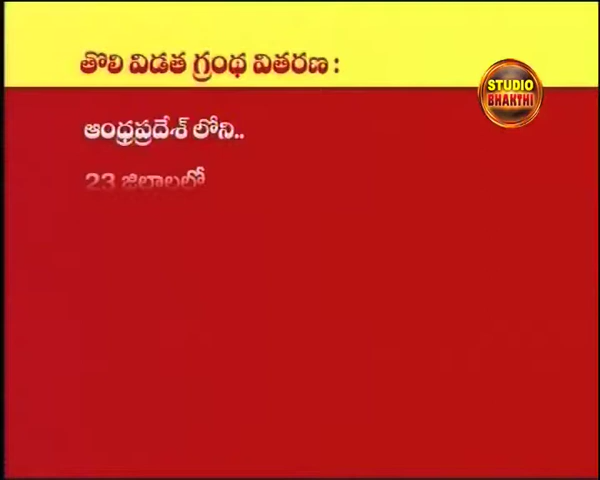 తొలి విడత గ్రంథ వితరణ :
STUDIO
BHAKTHI
ఆంధ్రప్రదేశ్ లోని..
23 జిల్లాలలో